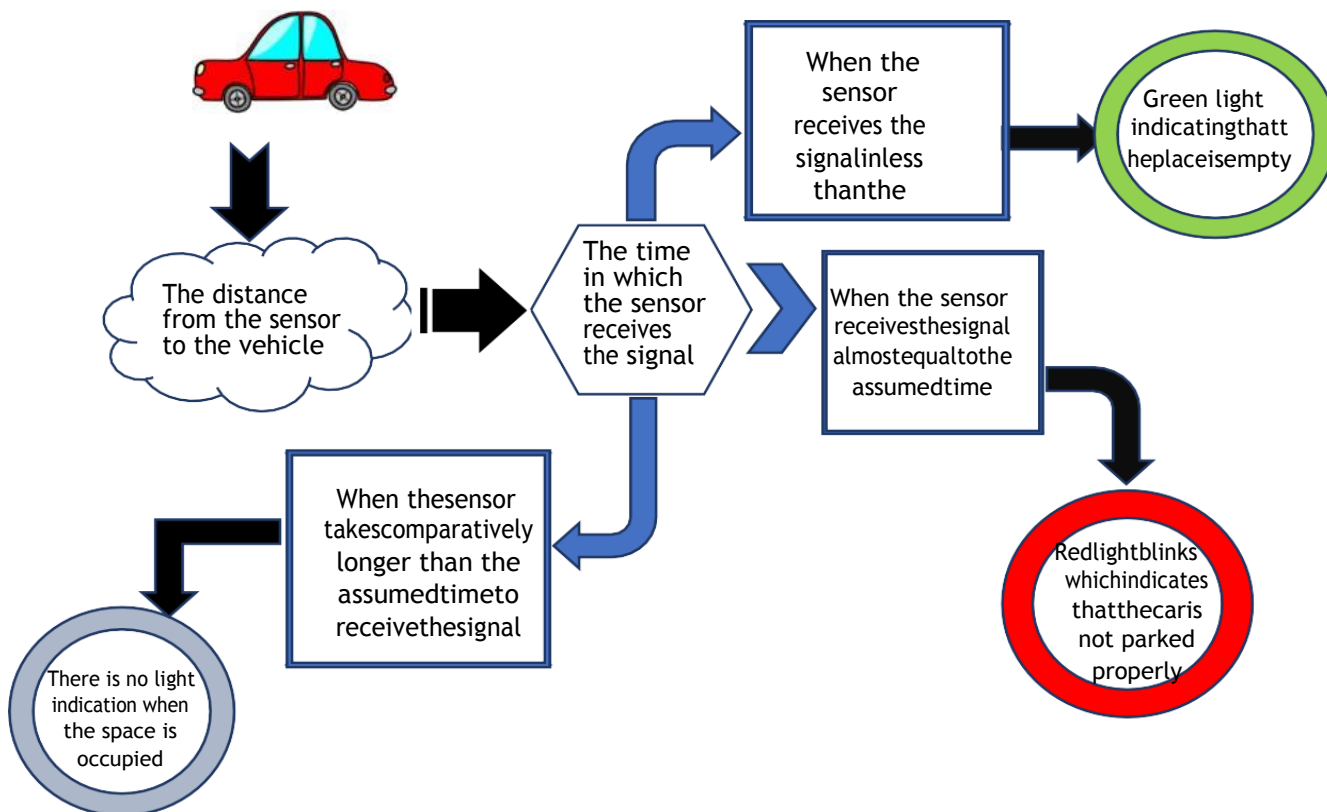 When the
sensor
receives the
signalinless
thanthe
Green light
indicatingthatt
heplaceisempty
The distance
from the sensor
to the vehicle
The time
in which
the sensor
receives
the signal
When the sensor
receivesthesignal
almostequaltothe
assumedtime
When thesensor
takescomparatively
longer than the
assumedtimeto
receivethesignal
Redlightblinks
whichindicates
thatthecaris
not parked
properly
There is no light
indication when
the space is
occupied